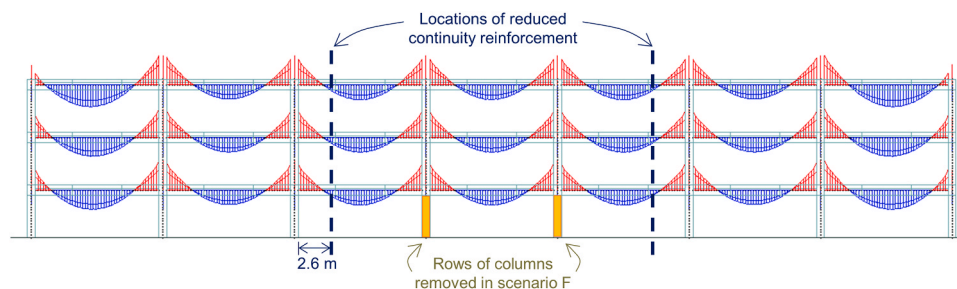 Locations of reduced
continuity reinforcement
2.6 m
Rows of columns
removed in scenario F